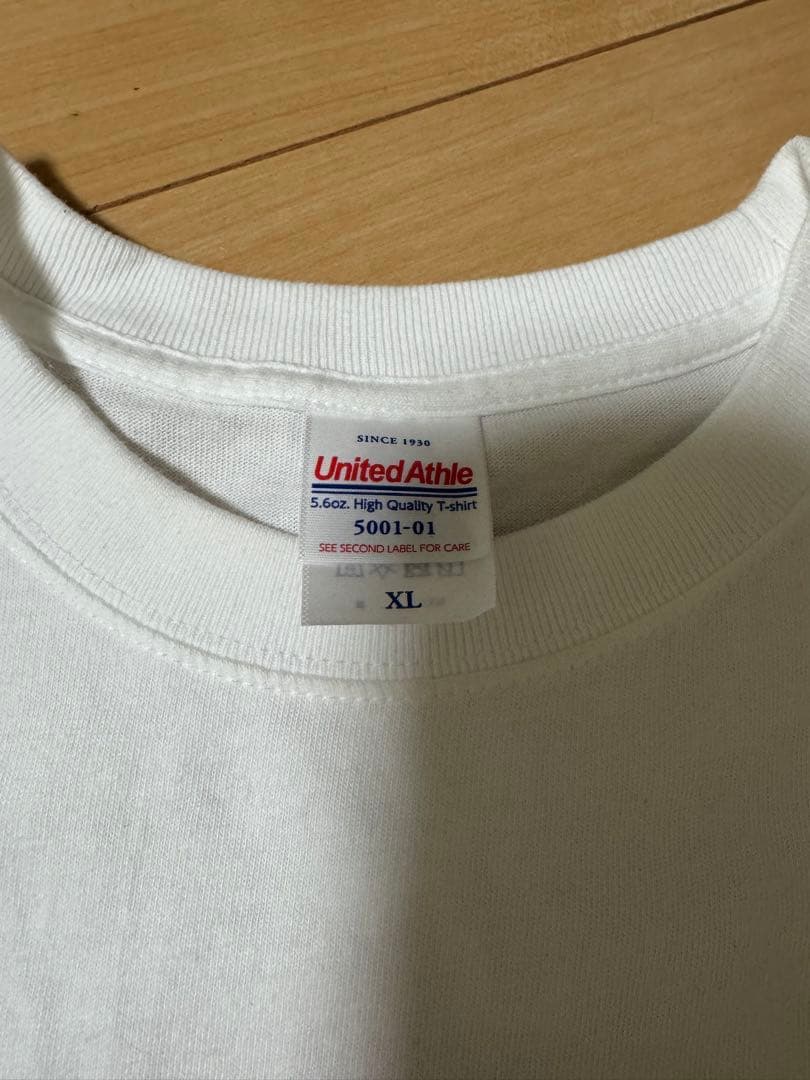 SINCE 1930
United Athle
5.6oz. High Quality T-shirt
5001-01
SEE SECOND LABEL FOR CARE
XL